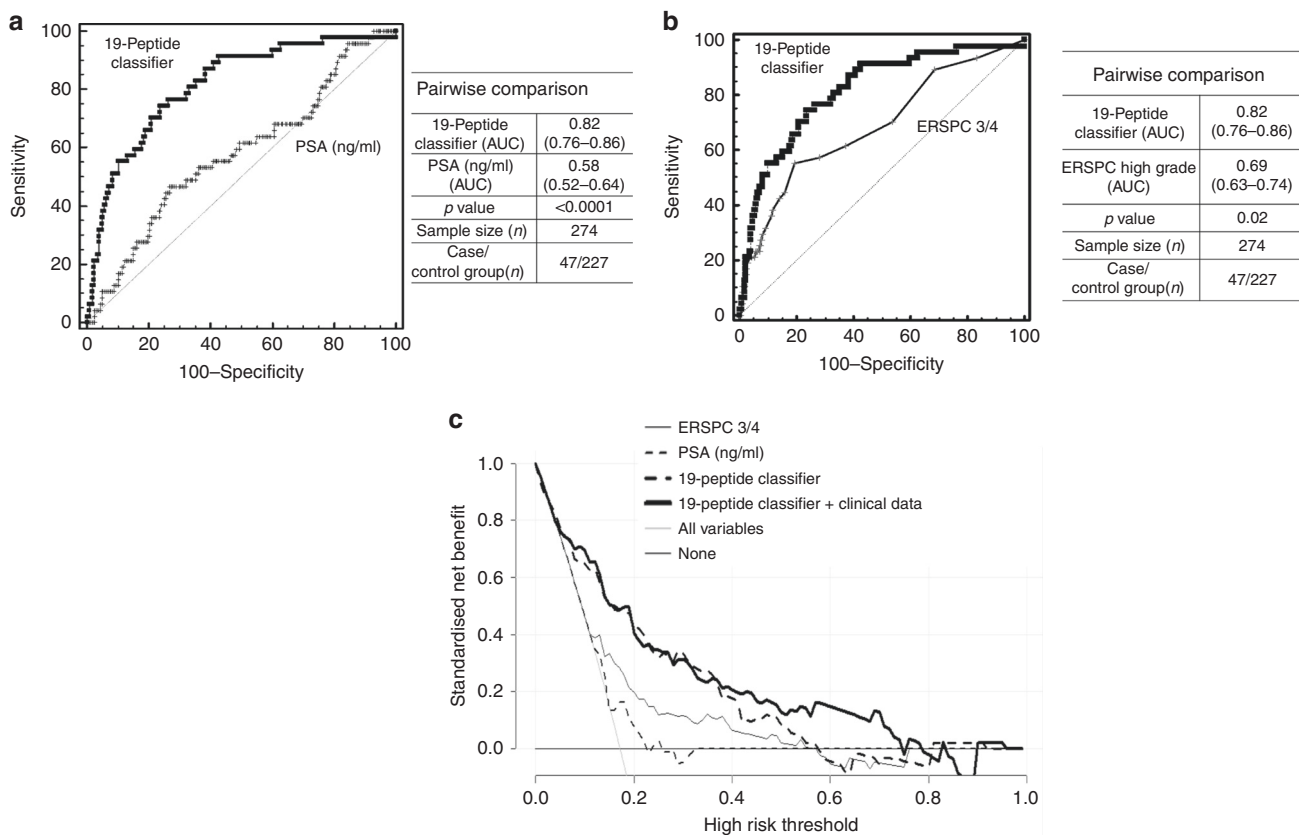 a
19-Peptide
classifier
PSA (ng/ml)
Sensitivity
100
80
60
40
20
0
0 20 40 60 80 100
100–Specificity
Pairwise comparison
19-Peptide classifier (AUC) 0.82 (0.76–0.86)
PSA (ng/ml) (AUC) 0.58 (0.52–0.64)
p value <0.0001
Sample size (n) 274
Case/ control group(n) 47/227
b
19-Peptide
classifier
ERSPC 3/4
Sensitivity
100
80
60
40
20
0
0 20 40 60 80 100
100–Specificity
Pairwise comparison
19-Peptide classifier (AUC) 0.82 (0.76–0.86)
ERSPC high grade (AUC) 0.69 (0.63–0.74)
p value 0.02
Sample size (n) 274
Case/ control group(n) 47/227
c
ERSPC 3/4
PSA (ng/ml)
19-peptide classifier
19-peptide classifier + clinical data
All variables
None
Standardised net benefit
1.0
0.8
0.6
0.4
0.2
0.0
0.0 0.2 0.4 0.6 0.8 1.0
High risk threshold